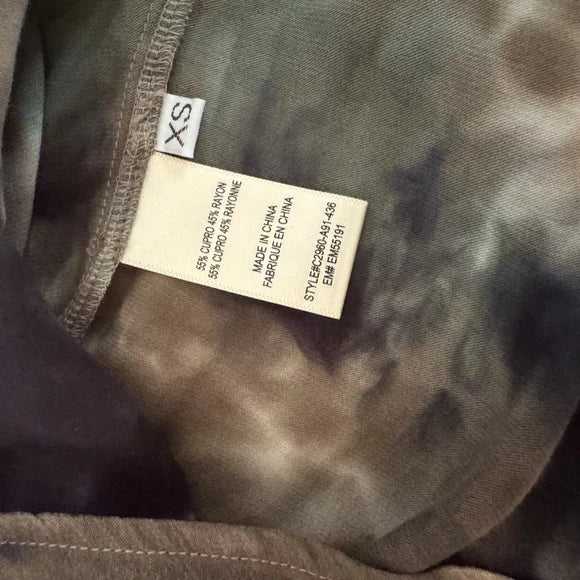 XS
55% CUPRO 45% RAYON
55% CUPRO 45% RAYONNE
MADE IN CHINA
FABRIQUE EN CHINA
STYLE#C2960-A91-436
EM# EM55191